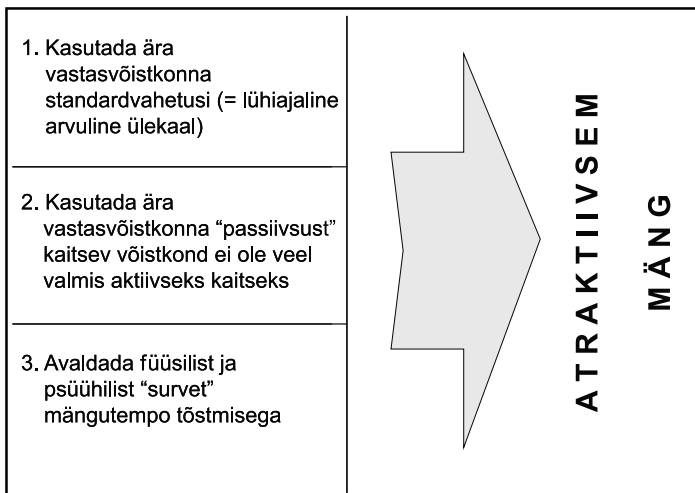 1. Kasutada ära
vastasvõistkonna
standardvahetusi (= lühiajaline
arvuline ülekaal)
2. Kasutada ära
vastasvõistkonna “passiivsust”
kaitsev võistkond ei ole veel
valmis aktiivseks kaitseks
3. Avaldada füüsilist ja
psüühilist “survet”
mängutempo tõstmisega
ATRAKTIIVSEM
MÄNG